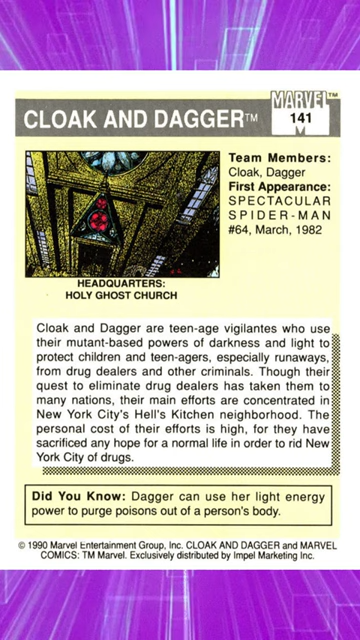 MARVEL™
141
M
CLOAK AND DAGGER™
Team Members:
Cloak, Dagger
First Appearance:
SPECTACULAR
SPIDER-MAN
#64, March, 1982
HEADQUARTERS:
HOLY GHOST CHURCH
Cloak and Dagger are teen-age vigilantes who use
their mutant-based powers of darkness and light to
protect children and teen-agers, especially runaways,
from drug dealers and other criminals. Though their
quest to eliminate drug dealers has taken them to
many nations, their main efforts are concentrated in
New York City's Hell's Kitchen neighborhood. The
personal cost of their efforts is high, for they have
sacrificed any hope for a normal life in order to rid New
York City of drugs.
Did You Know: Dagger can use her light energy
power to purge poisons out of a person's body.
© 1990 Marvel Entertainment Group, Inc. CLOAK AND DAGGER and MARVEL
COMICS: TM Marvel. Exclusively distributed by Impel Marketing Inc.